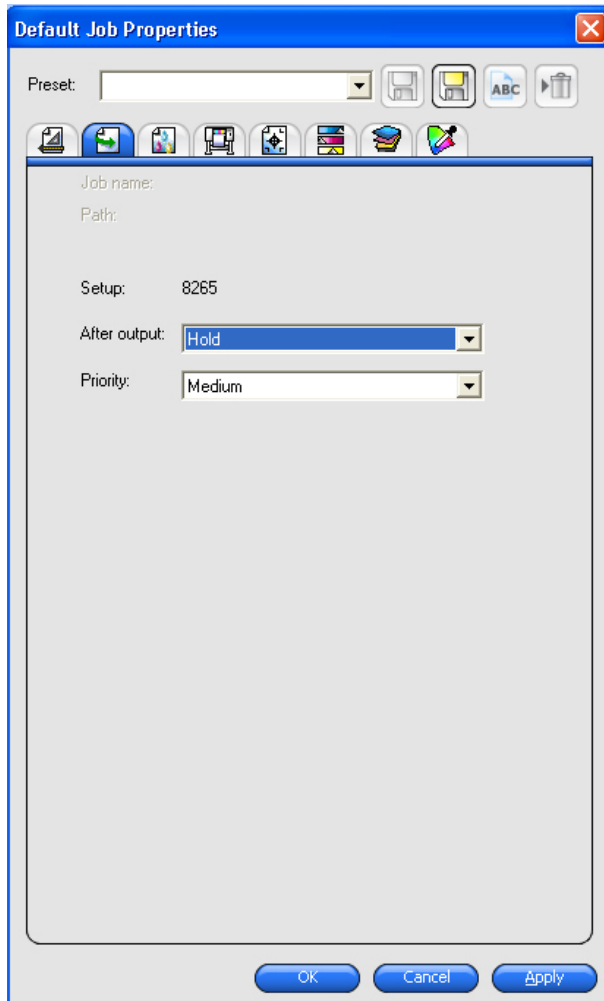 Default Job Properties
Preset:
ABC
Job name:
Path:
Setup: 8265
After output: Hold
Priority: Medium
OK Cancel Apply